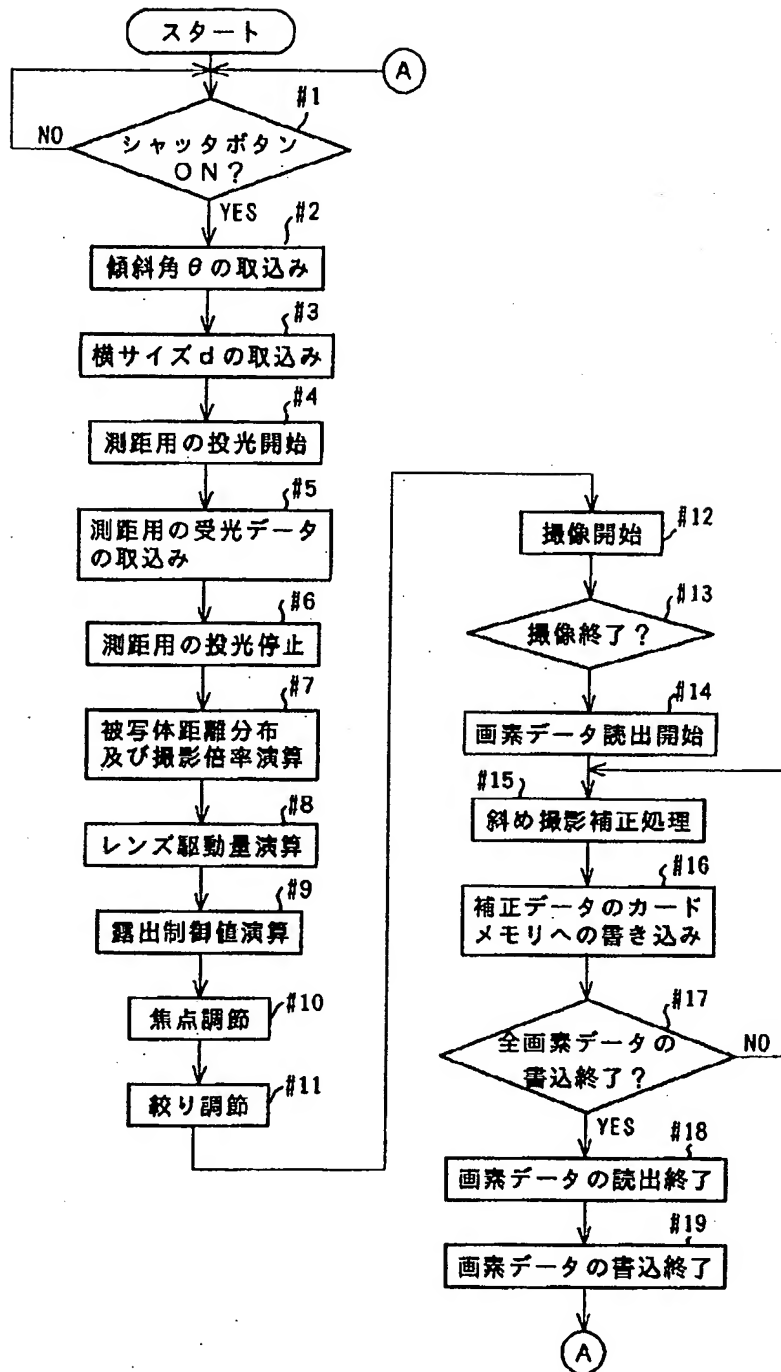 スタート
A
#1
シャッタボタン
ON?
NO
YES
#2
傾斜角θの取込み
#3
横サイズdの取込み
#4
測距用の投光開始
#5
測距用の受光データ
の取込み
#6
測距用の投光停止
#7
被写体距離分布
及び撮影倍率演算
#8
レンズ駆動量演算
#9
露出制御値演算
#10
焦点調節
#11
絞り調節
#12
撮像開始
#13
撮像終了?
#14
画素データ読出開始
#15
斜め撮影補正処理
#16
補正データのカード
メモリへの書き込み
#17
全画素データの
書込終了?
NO
YES
#18
画素データの読出終了
#19
画素データの書込終了
A